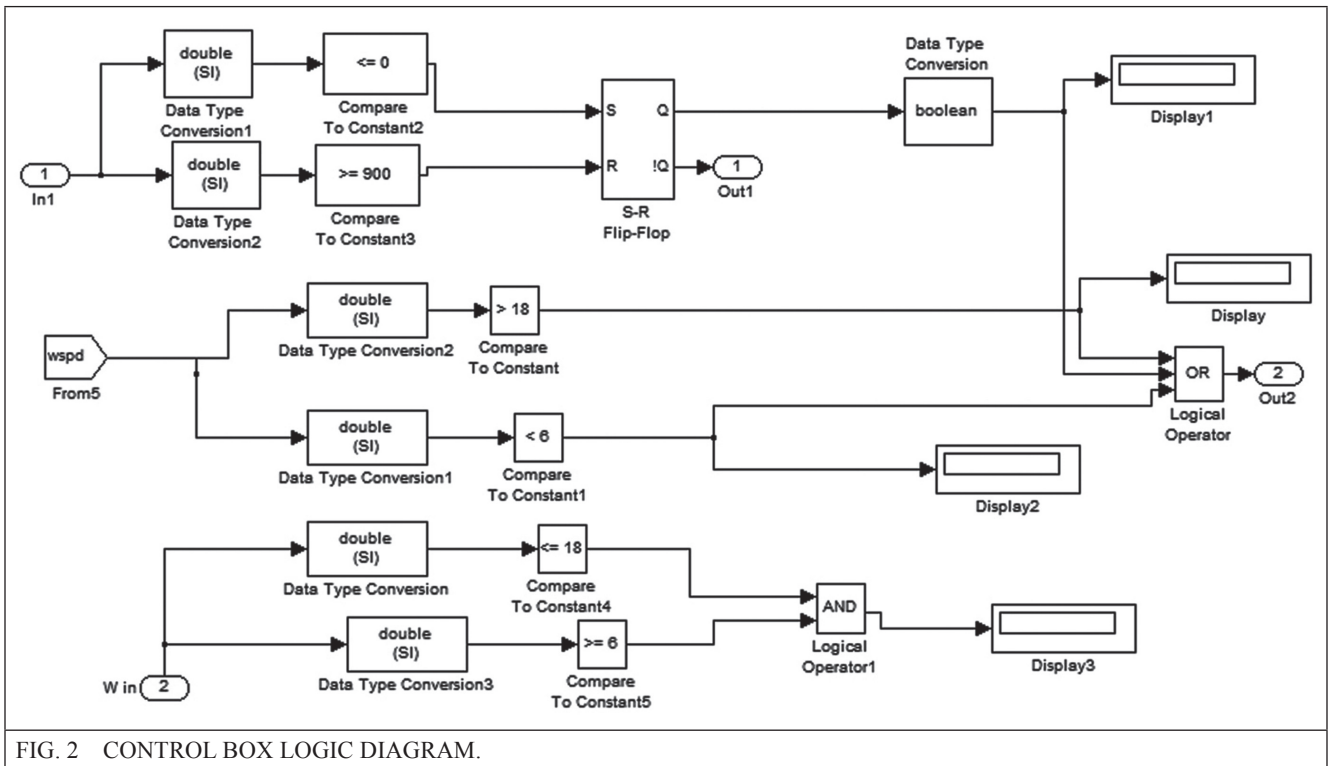 double
(SI)
Data Type
Conversion1
<= 0
Compare
To Constant2
Data Type
Conversion
boolean
Display1
1
In1
double
(SI)
Data Type
Conversion2
>= 900
Compare
To Constant3
S
Q
R
!Q
S-R
Flip-Flop
1
Out1
double
(SI)
Data Type Conversion2
> 18
Compare
To Constant
Display
wspd
From5
OR
Logical
Operator
2
Out2
double
(SI)
Data Type Conversion1
< 6
Compare
To Constant1
Display2
double
(SI)
Data Type Conversion
<= 18
Compare
To Constant4
AND
Logical
Operator1
Display3
double
(SI)
Data Type Conversion3
>= 6
Compare
To Constant5
W in
2
FIG. 2 CONTROL BOX LOGIC DIAGRAM.